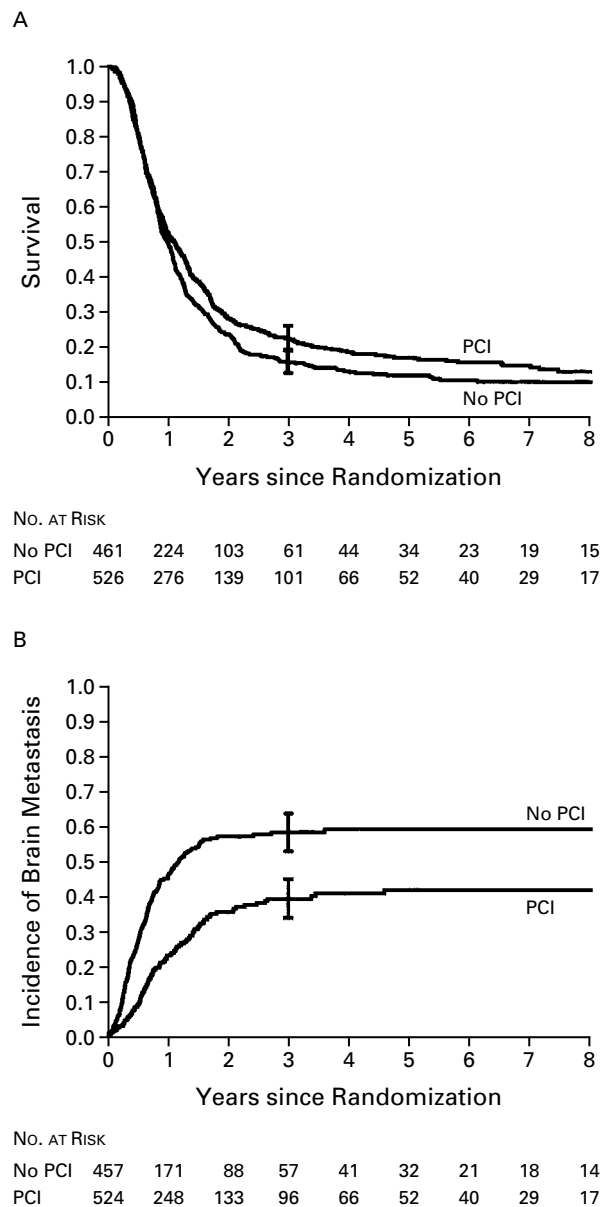 A
1.0
0.9
0.8
0.7
0.6
0.5
0.4
0.3
0.2
0.1
0.0
Survival
PCI
No PCI
0 1 2 3 4 5 6 7 8
Years since Randomization
No. at Risk
No PCI 461 224 103 61 44 34 23 19 15
PCI 526 276 139 101 66 52 40 29 17
B
1.0
0.9
0.8
0.7
0.6
0.5
0.4
0.3
0.2
0.1
0.0
Incidence of Brain Metastasis
No PCI
PCI
0 1 2 3 4 5 6 7 8
Years since Randomization
No. at Risk
No PCI 457 171 88 57 41 32 21 18 14
PCI 524 248 133 96 66 52 40 29 17